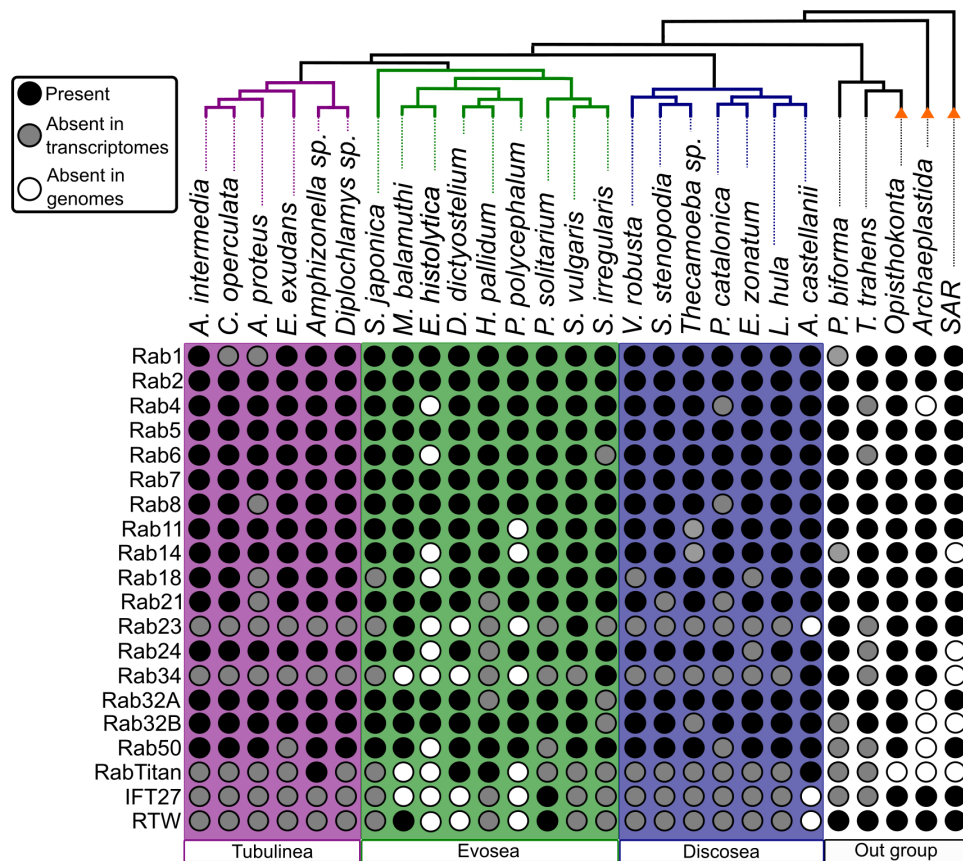 Present
Absent in
transcriptomes
Absent in
genomes
A. intermedia
C. operculata
A. proteus
E. exudans
Amphizonella sp.
Diplochlamys sp.
S. japonica
M. balamuthi
E. histolytica
D. dictyostelium
H. pallidum
P. polycephalum
P. solitarium
S. vulgaris
S. irregularis
V. robusta
S. stenopodia
Thecamoeba sp.
P. catalonica
E. zonatum
L. hula
A. castellanii
P. biforma
T. trahens
Opisthokonta
Archaeplastida
SAR
Rab1
Rab2
Rab4
Rab5
Rab6
Rab7
Rab8
Rab11
Rab14
Rab18
Rab21
Rab23
Rab24
Rab34
Rab32A
Rab32B
Rab50
RabTitan
IFT27
RTW
Tubulinea
Evosea
Discosea
Out group